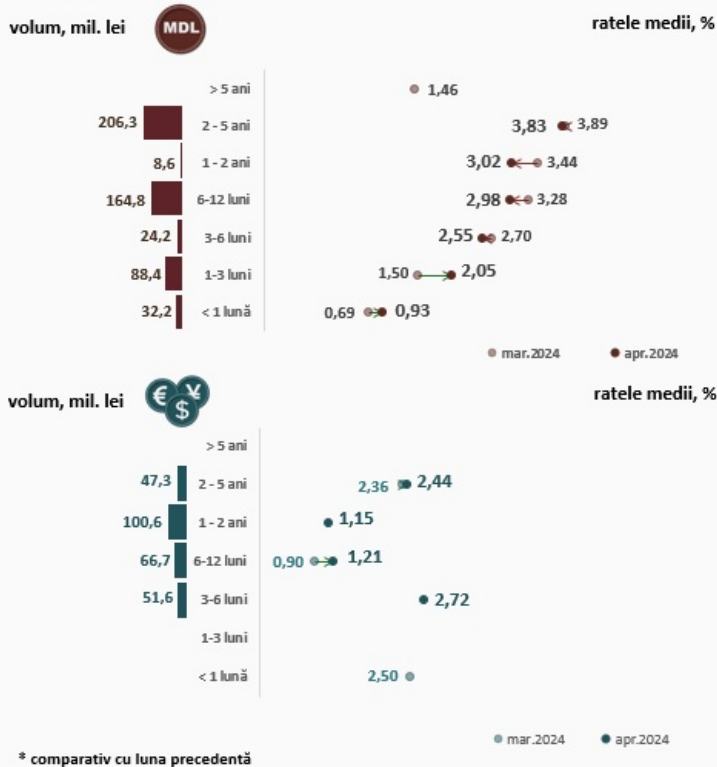 volum, mil. lei MDL ratele medii, %
> 5 ani 1,46
206,3 2 - 5 ani 3,83 3,89
8,6 1 - 2 ani 3,02 3,44
164,8 6-12 luni 2,98 3,28
24,2 3-6 luni 2,55 2,70
88,4 1-3 luni 1,50 2,05
32,2 < 1 lună 0,69 0,93
mar.2024 apr.2024
volum, mil. lei € ¥ $ ratele medii, %
> 5 ani
47,3 2 - 5 ani 2,36 2,44
100,6 1 - 2 ani 1,15
66,7 6-12 luni 0,90 1,21
51,6 3-6 luni 2,72
1-3 luni
< 1 lună 2,50
mar.2024 apr.2024
* comparativ cu luna precedentă